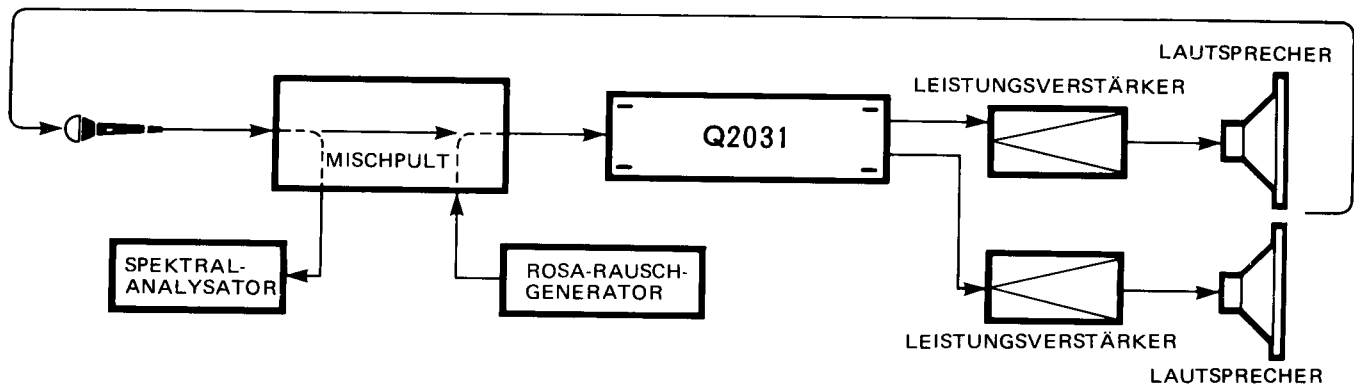 LAUTSPRECHER
LEISTUNGSVERSTÄRKER
Q2031
MISCHPULT
SPEKTRAL-
ANALYSATOR
ROSA-RAUSCH-
GENERATOR
LEISTUNGSVERSTÄRKER
LAUTSPRECHER